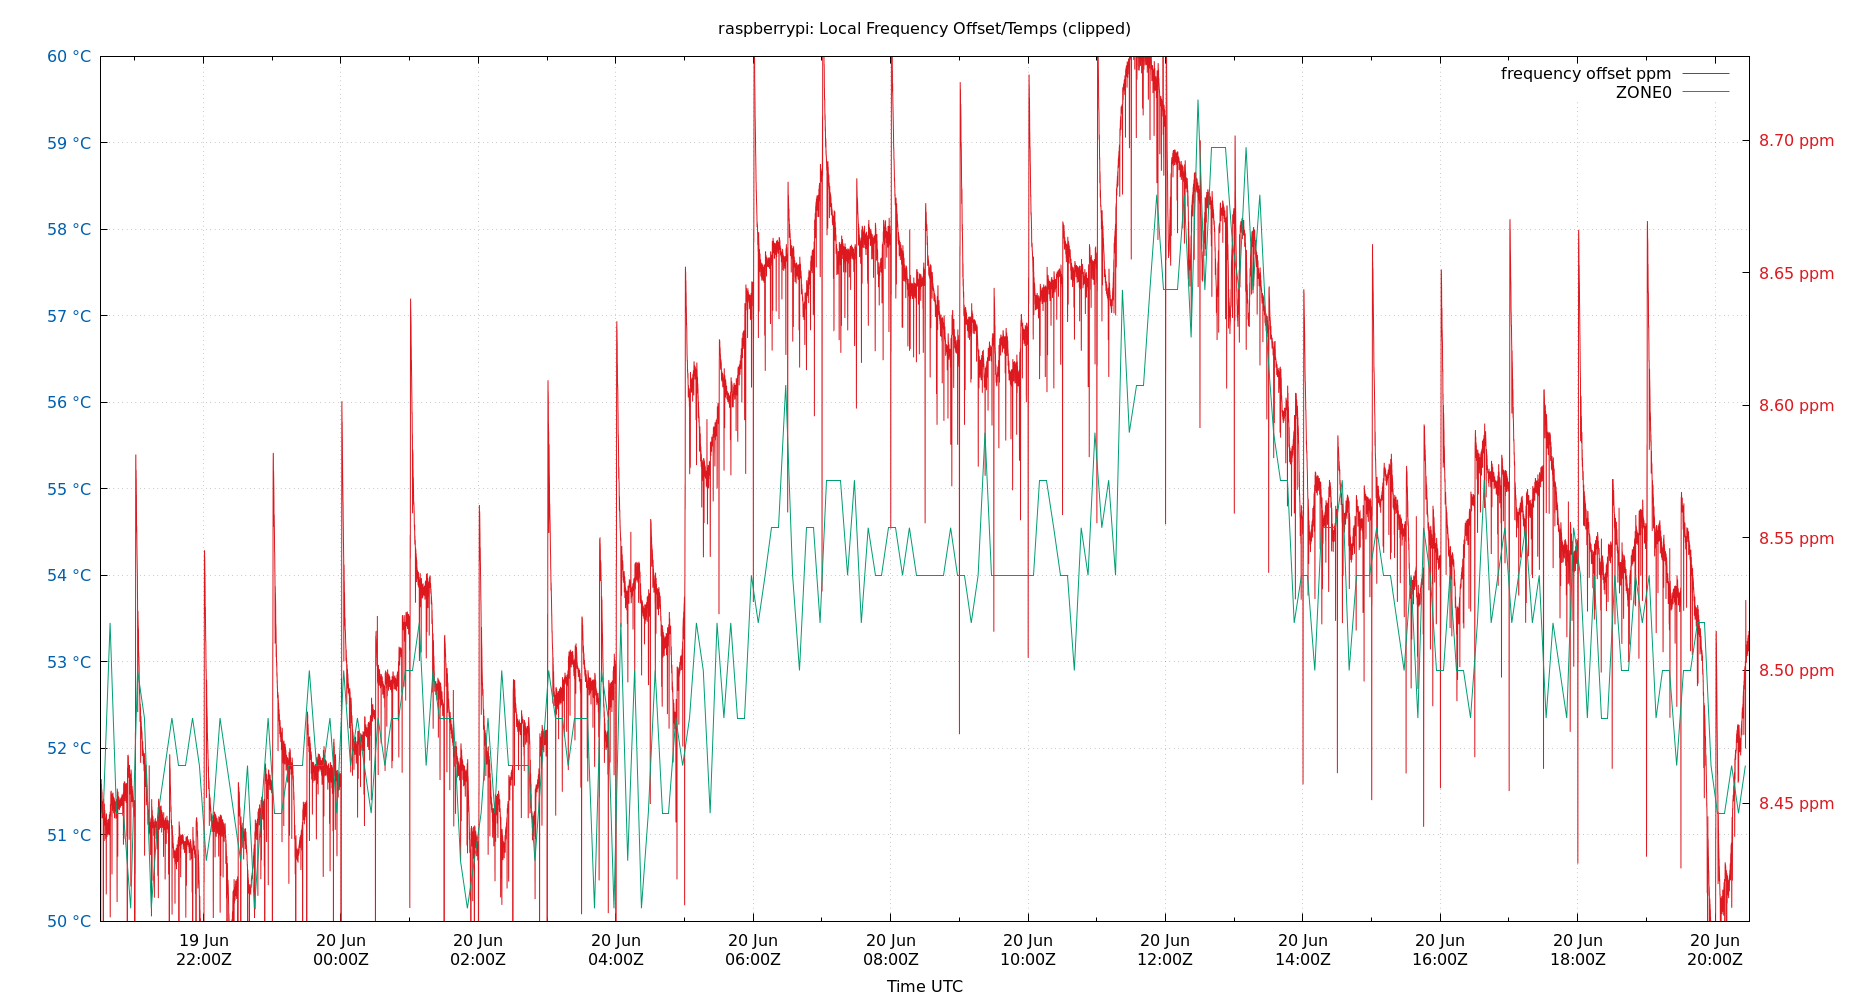 raspberrypi: Local Frequency Offset/Temps (clipped)
frequency offset ppm
ZONE0
60 °C
59 °C
58 °C
57 °C
56 °C
55 °C
54 °C
53 °C
52 °C
51 °C
50 °C
8.70 ppm
8.65 ppm
8.60 ppm
8.55 ppm
8.50 ppm
8.45 ppm
19 Jun 20 Jun 20 Jun 20 Jun 20 Jun 20 Jun 20 Jun 20 Jun 20 Jun 20 Jun 20 Jun 20 Jun
22:00Z 00:00Z 02:00Z 04:00Z 06:00Z 08:00Z 10:00Z 12:00Z 14:00Z 16:00Z 18:00Z 20:00Z
Time UTC